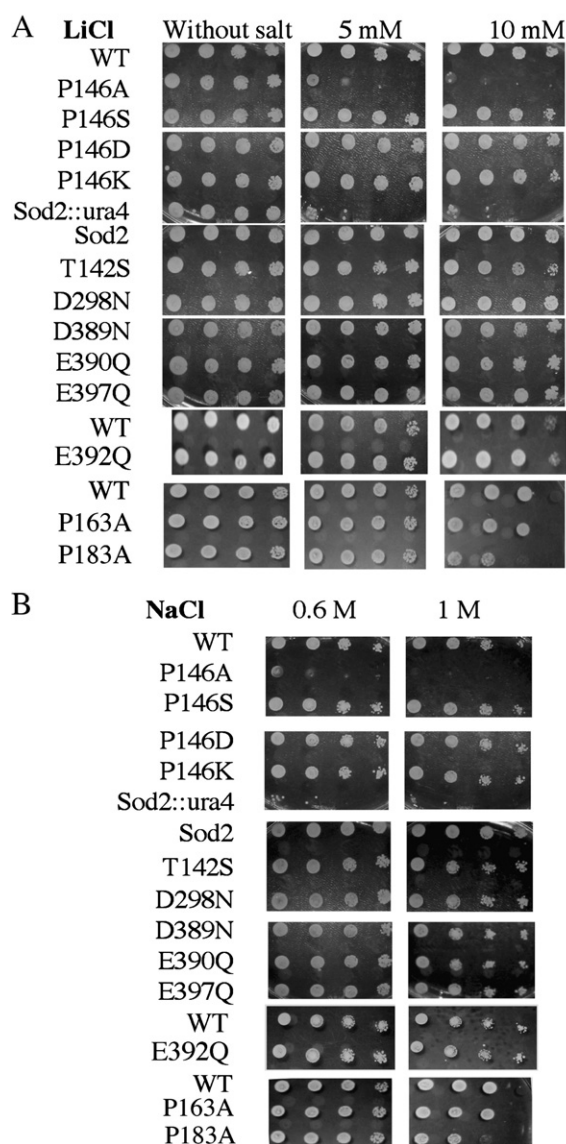 A LiCl Without salt 5 mM 10 mM
WT
P146A
P146S
P146D
P146K
Sod2::ura4
Sod2
T142S
D298N
D389N
E390Q
E397Q
WT
E392Q
WT
P163A
P183A
B NaCl 0.6 M 1 M
WT
P146A
P146S
P146D
P146K
Sod2::ura4
Sod2
T142S
D298N
D389N
E390Q
E397Q
WT
E392Q
WT
P163A
P183A